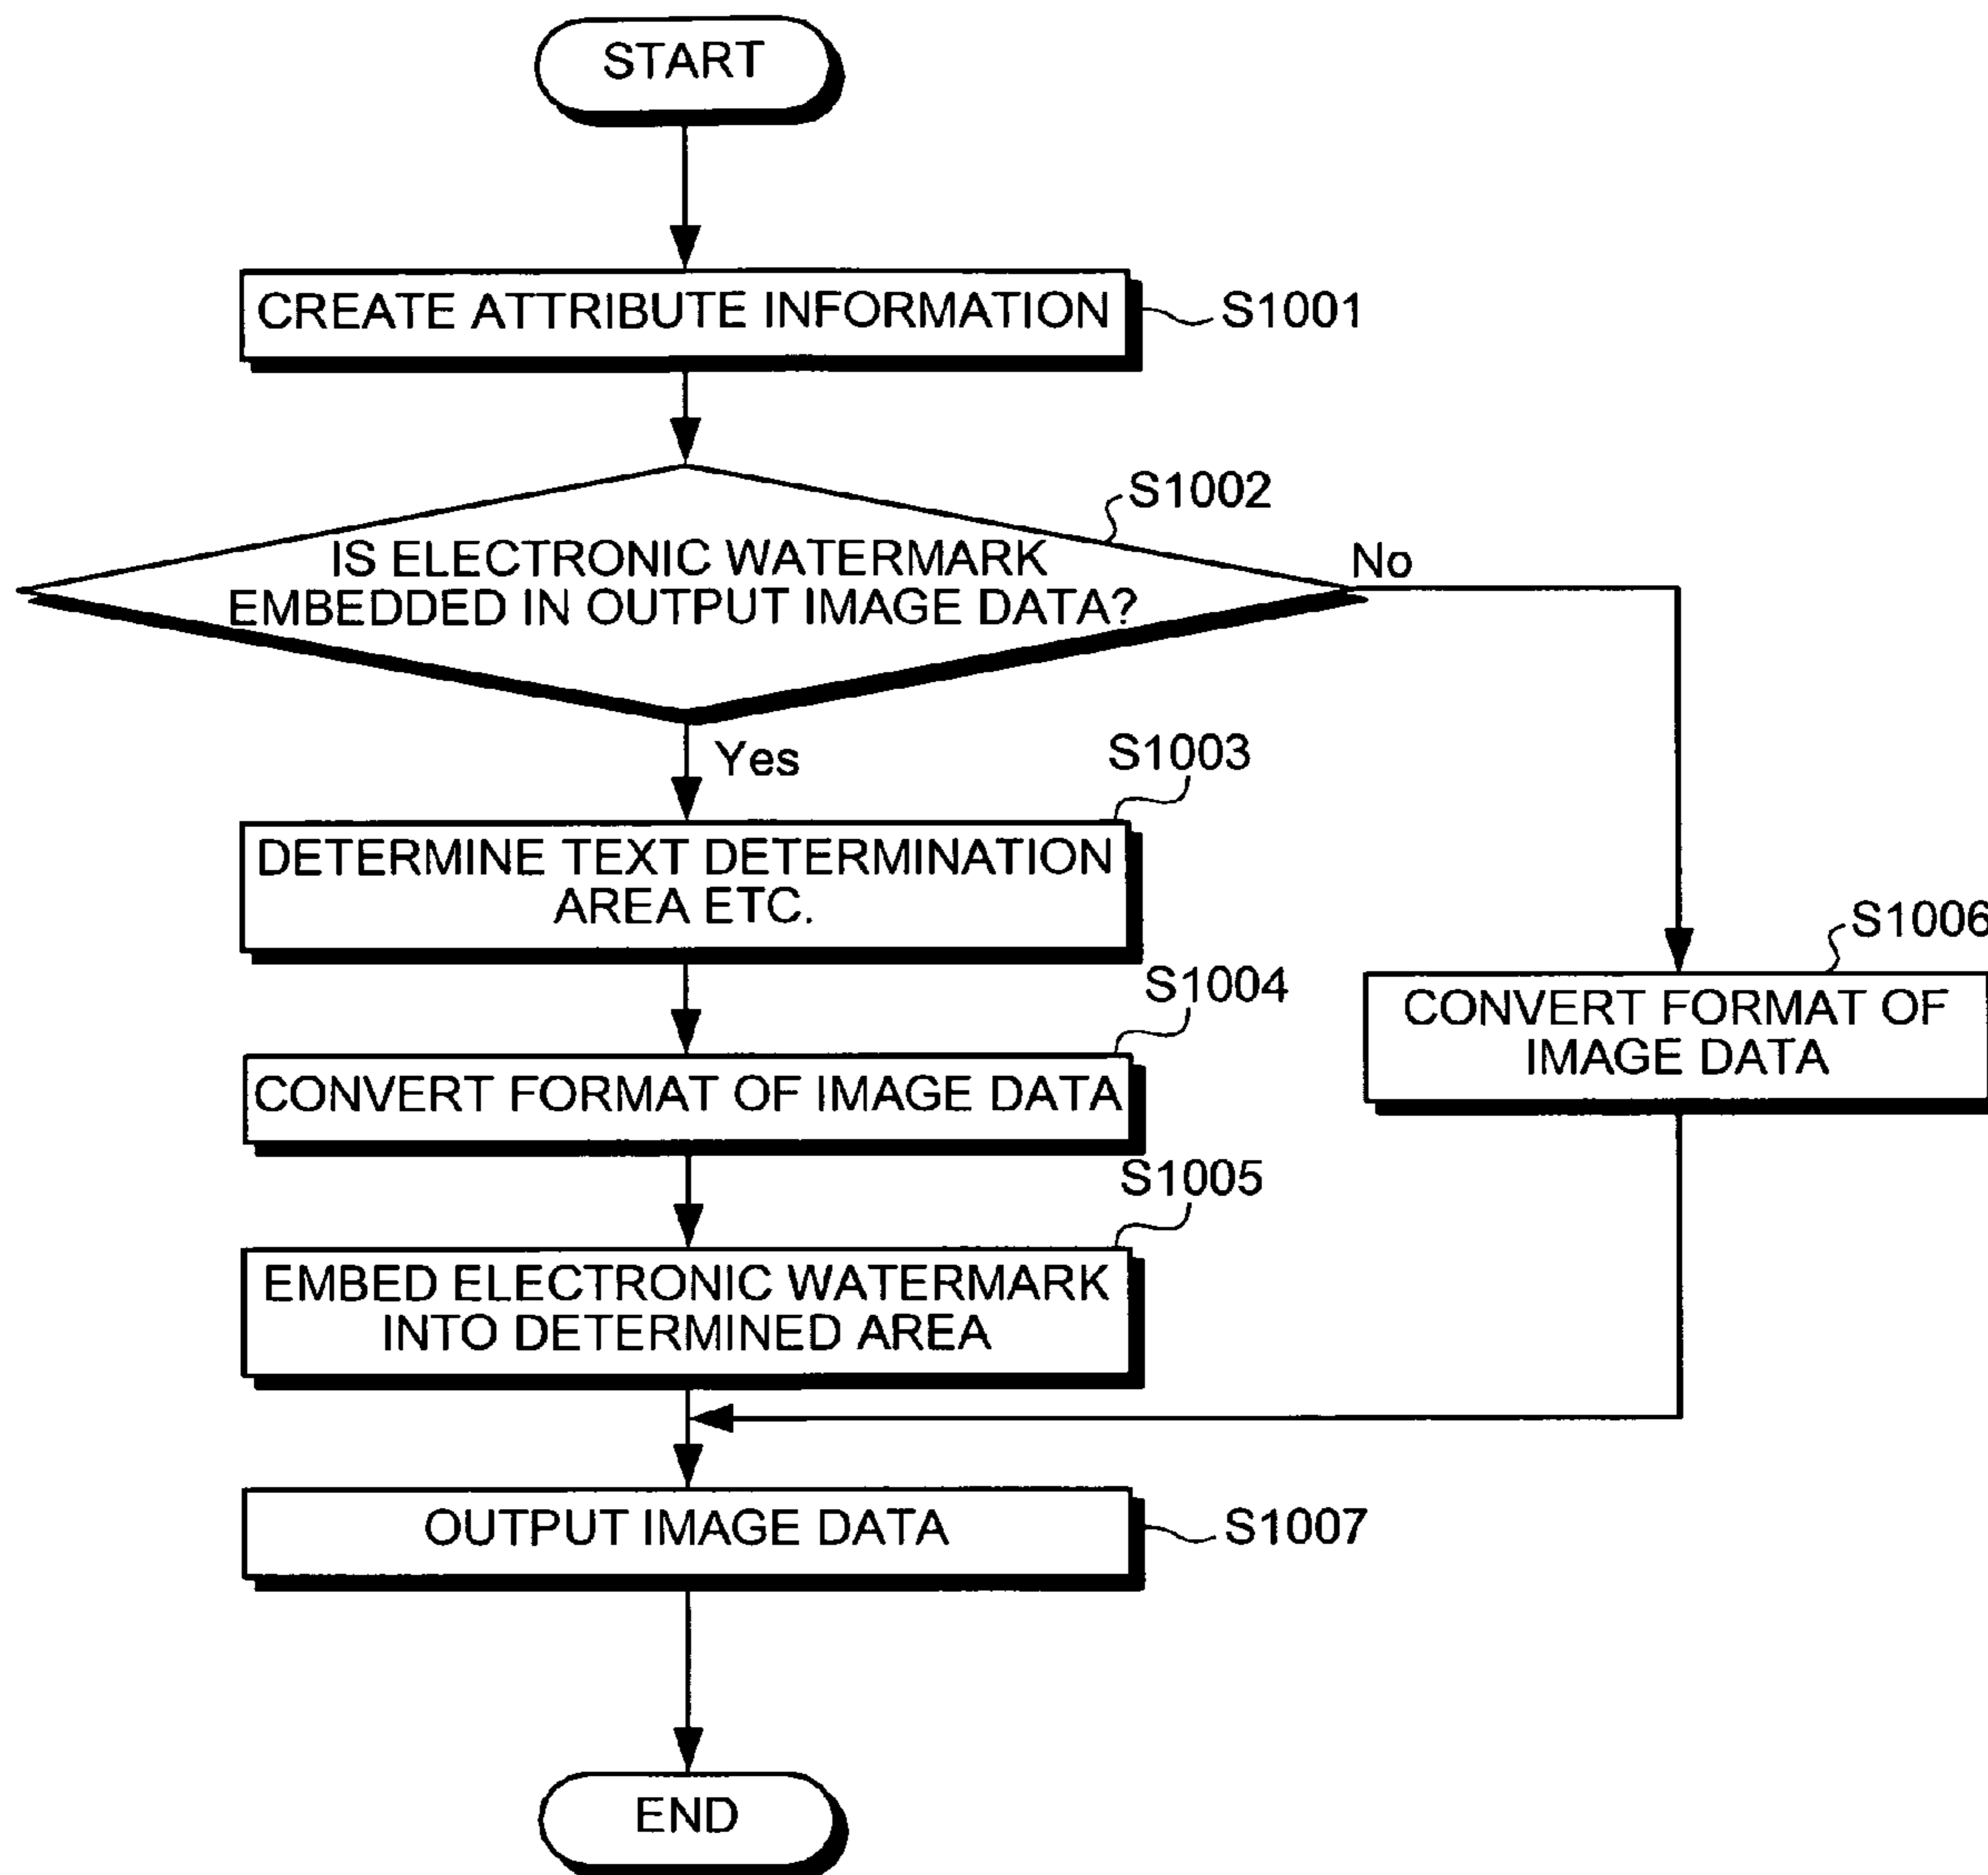 START
CREATE ATTRIBUTE INFORMATION
S1001
S1002
IS ELECTRONIC WATERMARK
EMBEDDED IN OUTPUT IMAGE DATA?
No
Yes
S1003
DETERMINE TEXT DETERMINATION
AREA ETC.
S1004
CONVERT FORMAT OF IMAGE DATA
S1006
CONVERT FORMAT OF
IMAGE DATA
S1005
EMBED ELECTRONIC WATERMARK
INTO DETERMINED AREA
OUTPUT IMAGE DATA
S1007
END